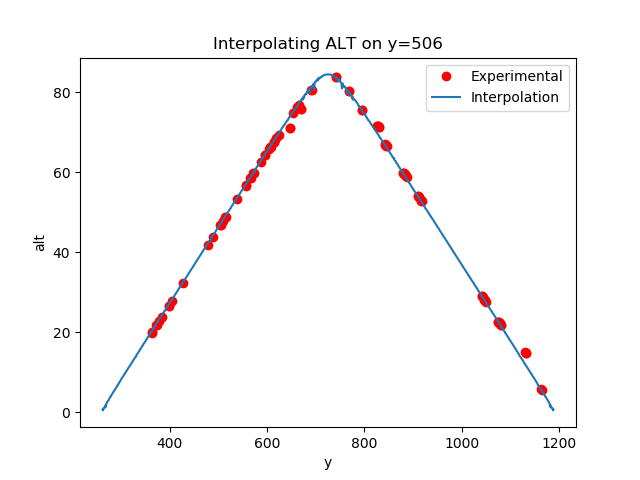 Interpolating ALT on y=506
Experimental
Interpolation
alt
80
60
40
20
0
400 600 800 1000 1200
y